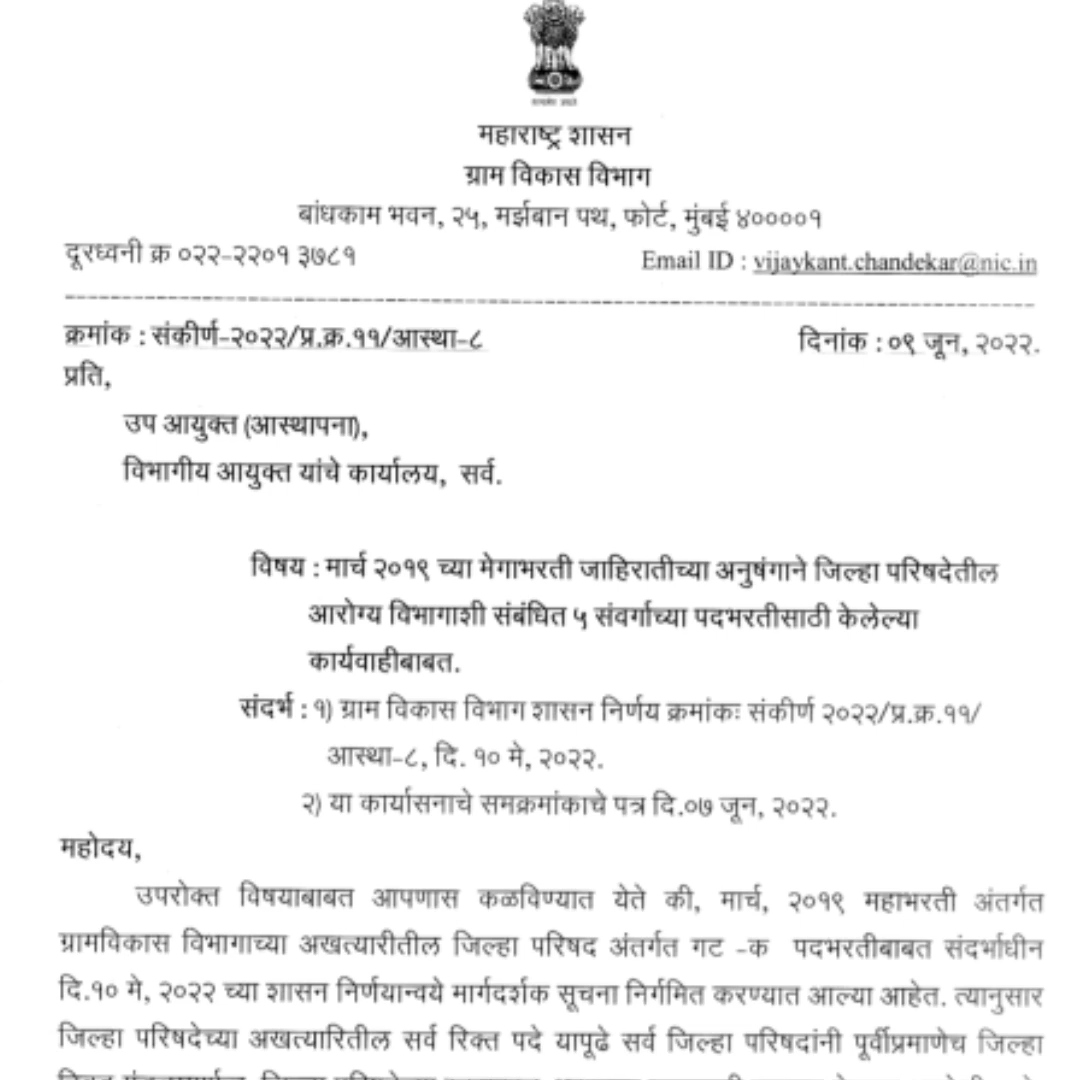 महाराष्ट्र शासन
ग्राम विकास विभाग
बांधकाम भवन, २५, मर्झबान पथ, फोर्ट, मुंबई ४००००१
दूरध्वनी क्र ०२२-२२०१ ३७८१ Email ID : vijaykant.chandekar@nic.in
क्रमांक : संकीर्ण-२०२२/प्र.क्र.११/आस्था-८ दिनांक : ०९ जून, २०२२.
प्रति,
उप आयुक्त (आस्थापना),
विभागीय आयुक्त यांचे कार्यालय, सर्व.
विषय : मार्च २०१९ च्या मेगाभरती जाहिरातीच्या अनुषंगाने जिल्हा परिषदेतील
आरोग्य विभागाशी संबंधित ५ संवर्गाच्या पदभरतीसाठी केलेल्या
कार्यवाहीबाबत.
संदर्भ : १) ग्राम विकास विभाग शासन निर्णय क्रमांकः संकीर्ण २०२२/प्र.क्र.११/
आस्था-८, दि. १० मे, २०२२.
२) या कार्यासनाचे समक्रमांकाचे पत्र दि.०७ जून, २०२२.
महोदय,
उपरोक्त विषयाबाबत आपणास कळविण्यात येते की, मार्च, २०१९ महाभरती अंतर्गत
ग्रामविकास विभागाच्या अखत्यारीतील जिल्हा परिषद अंतर्गत गट -क पदभरतीबाबत संदर्भाधीन
दि.१० मे, २०२२ च्या शासन निर्णयान्वये मार्गदर्शक सूचना निर्गमित करण्यात आल्या आहेत. त्यानुसार
जिल्हा परिषदेच्या अखत्यारितील सर्व रिक्त पदे यापूढे सर्व जिल्हा परिषदांनी पूर्वीप्रमाणेच जिल्हा